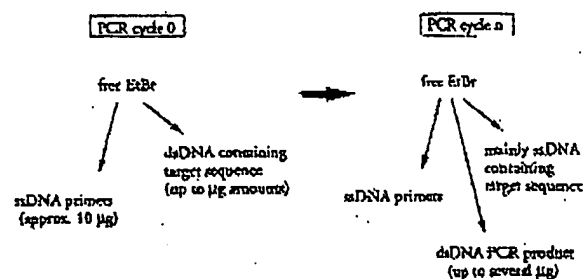 PCR cycle 0
free EtBr
dsDNA containing
target sequence
(up to µg amounts)
ssDNA primers
(approx. 10 µg)
PCR cycle n
free EtBr
mainly ssDNA
containing
target sequence
ssDNA primers
dsDNA PCR product
(up to several µg)